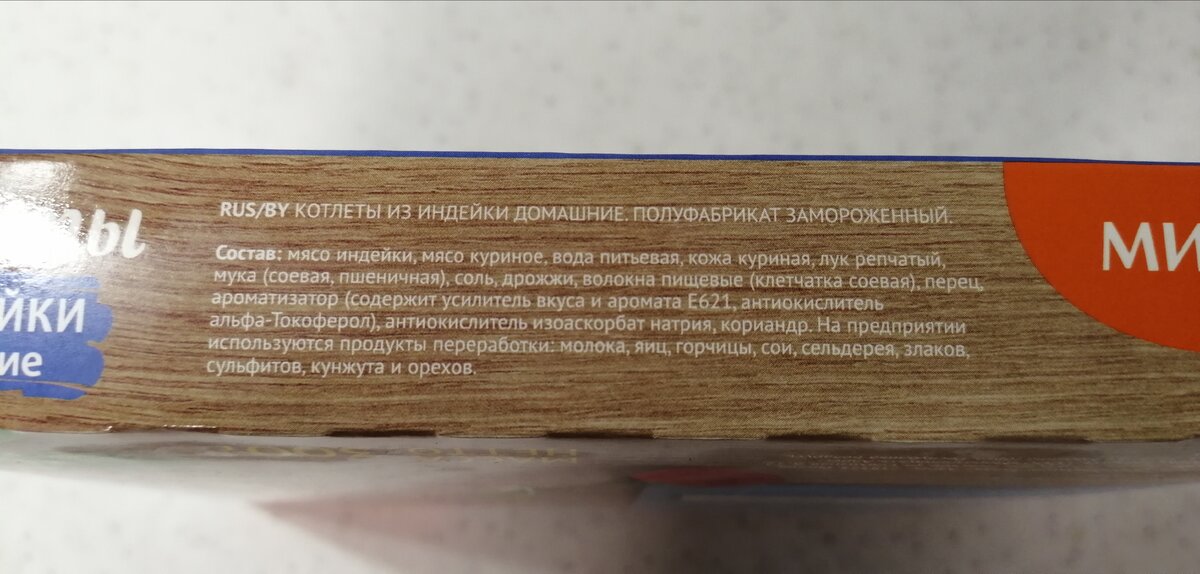 RUS/BY КОТЛЕТЫ ИЗ ИНДЕЙКИ ДОМАШНИЕ. ПОЛУФАБРИКАТ ЗАМОРОЖЕННЫЙ.
Состав: мясо индейки, мясо куриное, вода питьевая, кожа куриная, лук репчатый,
мука (соевая, пшеничная), соль, дрожжи, волокна пищевые (клетчатка соевая), перец,
ароматизатор (содержит усилитель вкуса и аромата Е621, антиокислитель
альфа-Токоферол), антиокислитель изоаскорбат натрия, кориандр. На предприятии
используются продукты переработки: молока, яиц, горчицы, сои, сельдерея, злаков,
сульфитов, кунжута и орехов.
ЙКИ
ие
МИ